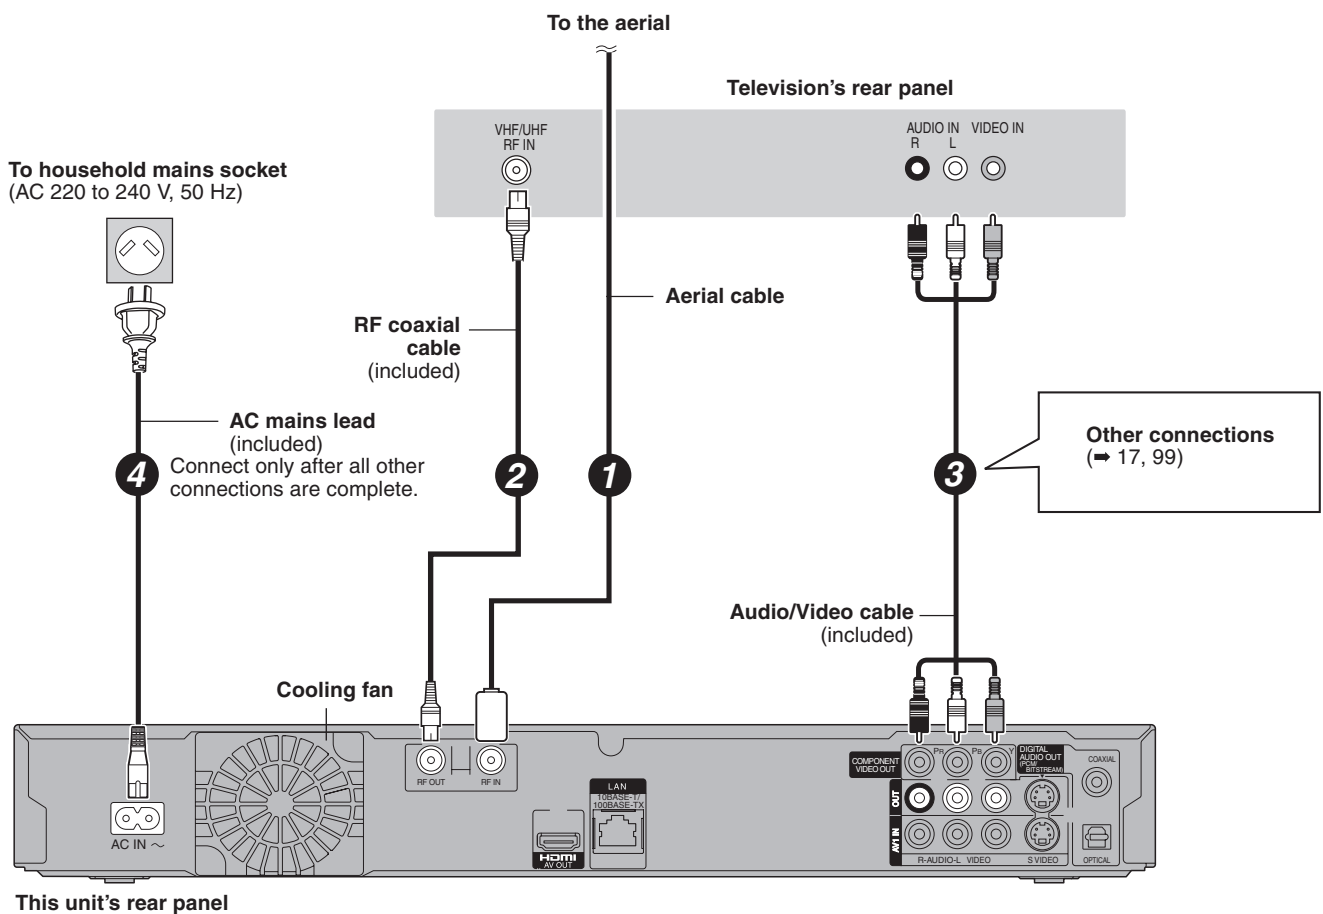 To the aerial
Television's rear panel
VHF/UHF
RF IN
AUDIO IN
R L
VIDEO IN
To household mains socket
(AC 220 to 240 V, 50 Hz)
Aerial cable
RF coaxial
cable
(included)
AC mains lead
(included)
Connect only after all other
connections are complete.
4
2
1
3
Other connections
(➡ 17, 99)
Audio/Video cable
(included)
Cooling fan
RF OUT
RF IN
AC IN ~
LAN
10BASE-T/
100BASE-TX
HDMI
AV OUT
COMPONENT
VIDEO OUT
PR
PB
Y
DIGITAL
AUDIO OUT
(PCM/
BITSTREAM)
COAXIAL
OUT
AV1 IN
R-AUDIO-L VIDEO
S VIDEO
OPTICAL
This unit's rear panel